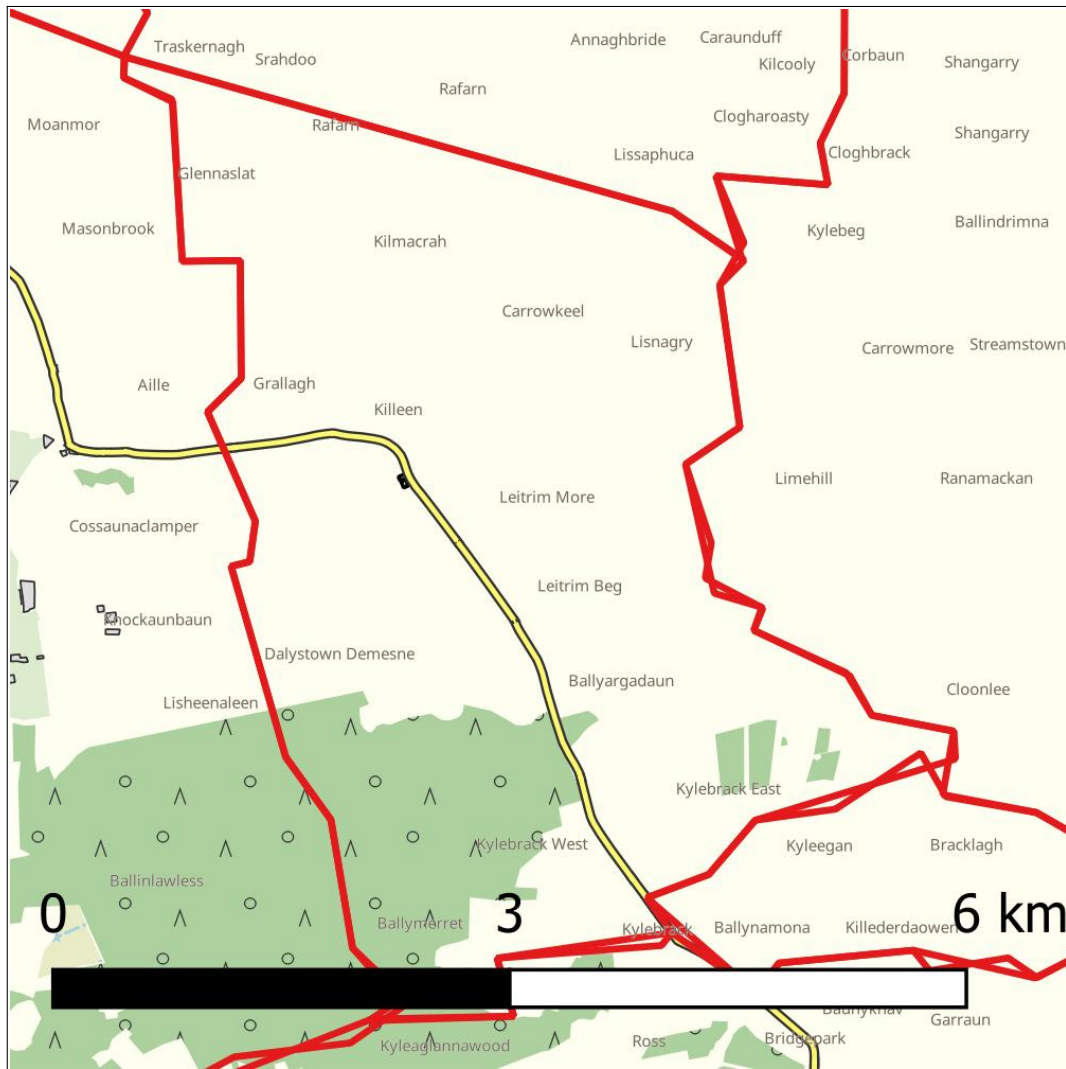 Traskernagh
Srahdoo
Annaghbride
Caraunduff
Kilcooly
Corbaun
Shangarry
Rafarn
Moanmor
Rafarn
Clogharoasty
Shangarry
Lissaphuca
Cloghbrack
Glennaslat
Masonbrook
Kilmacrah
Kylebeg
Ballindrimna
Carrowkeel
Lisnagry
Carrowmore
Streamstown
Aille
Grallagh
Killeen
Limehill
Ranamackan
Leitrim More
Cossaunaclamper
Leitrim Beg
Knockaunbaun
Dalystown Demesne
Ballyargadaun
Cloonlee
Lisheenaleen
Kylebrack East
Kylebrack West
Kyleegan
Bracklagh
Ballinlawless
0
3
6 km
Ballymerret
Kylebrack
Ballynamona
Killederdaowen
Garraun
Kyleaglannawood
Ross
Bridgepark